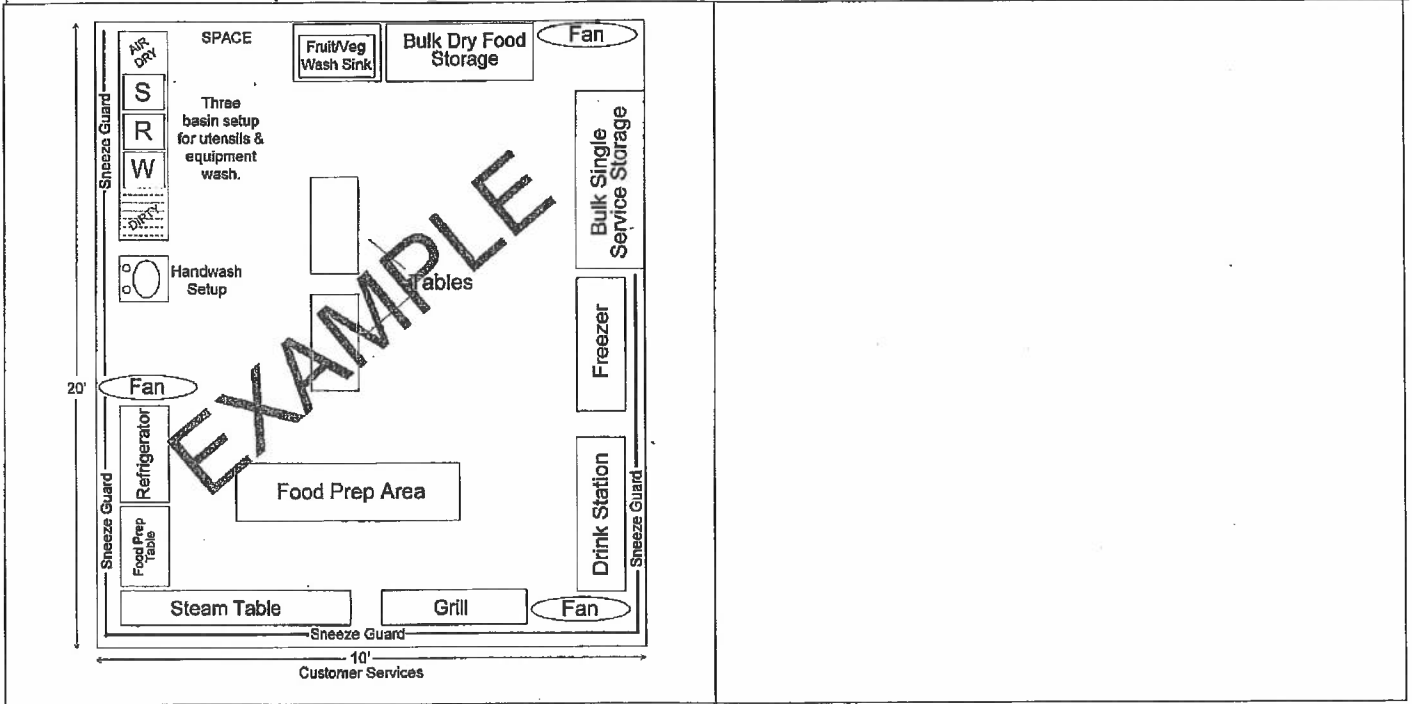 AIR
DRY
SPACE
Fruit/Veg
Wash Sink
Bulk Dry Food
Storage
Fan
S
R
W
DIRTY
Three
basin setup
for utensils &
equipment
wash.
Sneeze Guard
Bulk Single
Service Storage
Handwash
Setup
Tables
EXAMPLE
Freezer
20'
Fan
Refrigerator
Sneeze Guard
Food Prep
Table
Food Prep Area
Drink Station
Sneeze Guard
Steam Table
Grill
Fan
Sneeze Guard
10'
Customer Services